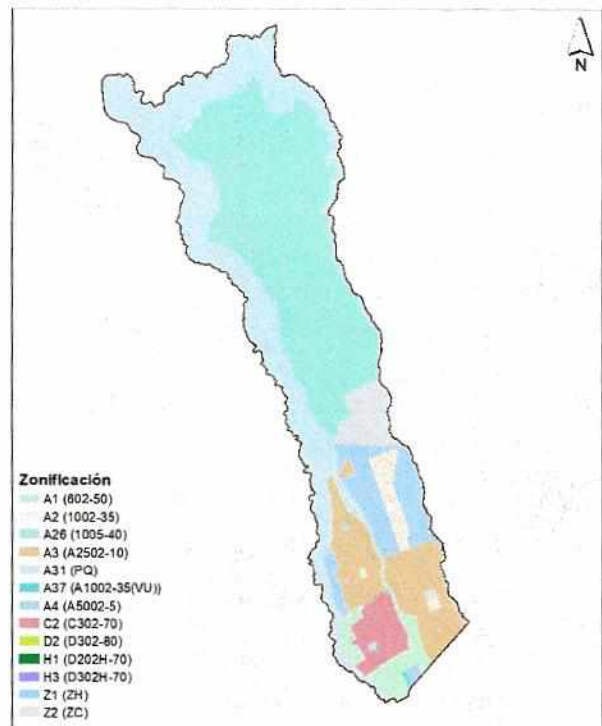 N
Zonificación
A1 (602-50)
A2 (1002-35)
A26 (1005-40)
A3 (A2502-10)
A31 (PQ)
A37 (A1002-35(VU))
A4 (A5002-5)
C2 (C302-70)
D2 (D302-80)
H1 (D202H-70)
H3 (D302H-70)
Z1 (ZH)
Z2 (ZC)